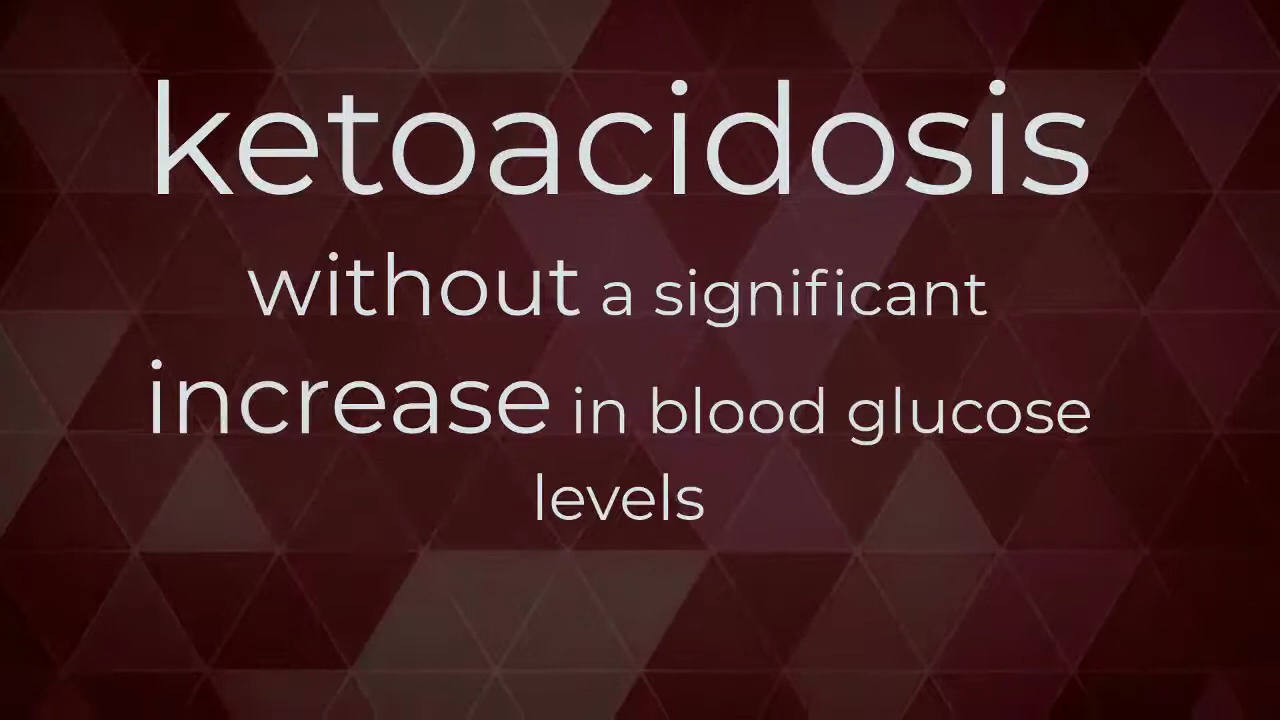 ketoacidosis
without a significant
increase in blood glucose
levels